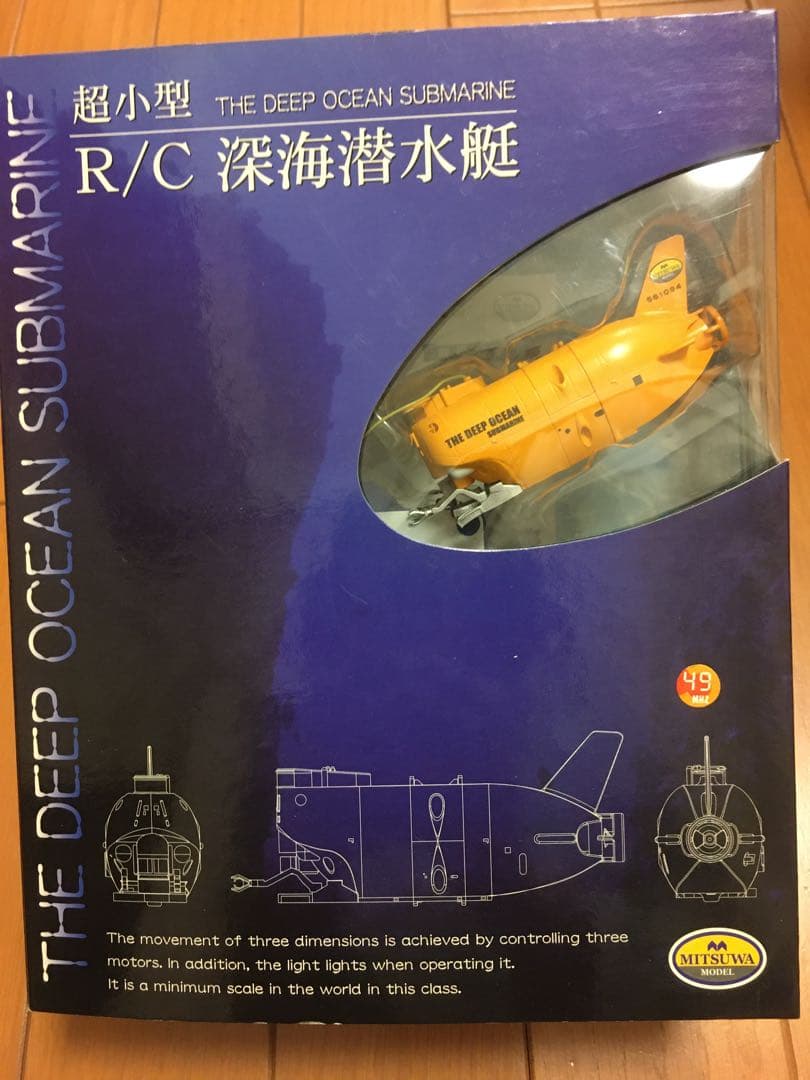 超小型 THE DEEP OCEAN SUBMARINE
R/C 深海潜水艇
THE DEEP OCEAN SUBMARINE
MITSUWA
561094
THE DEEP OCEAN
SUBMARINE
49
MHZ
The movement of three dimensions is achieved by controlling three
motors. In addition, the light lights when operating it.
It is a minimum scale in the world in this class.
MITSUWA
MODEL